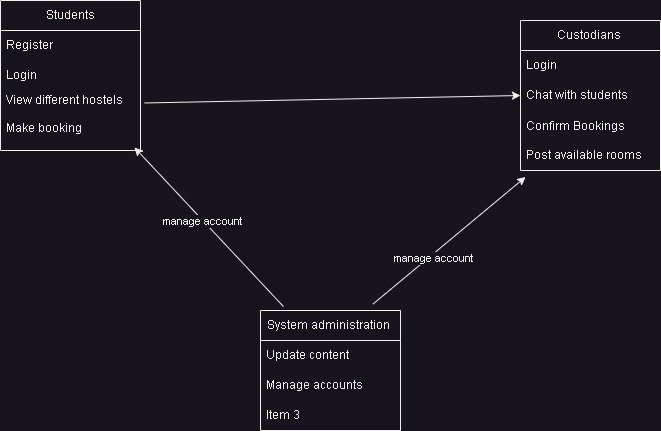 Students
Register
Login
View different hostels
Make booking
Custodians
Login
Chat with students
Confirm Bookings
Post available rooms
manage account
manage account
System administration
Update content
Manage accounts
Item 3